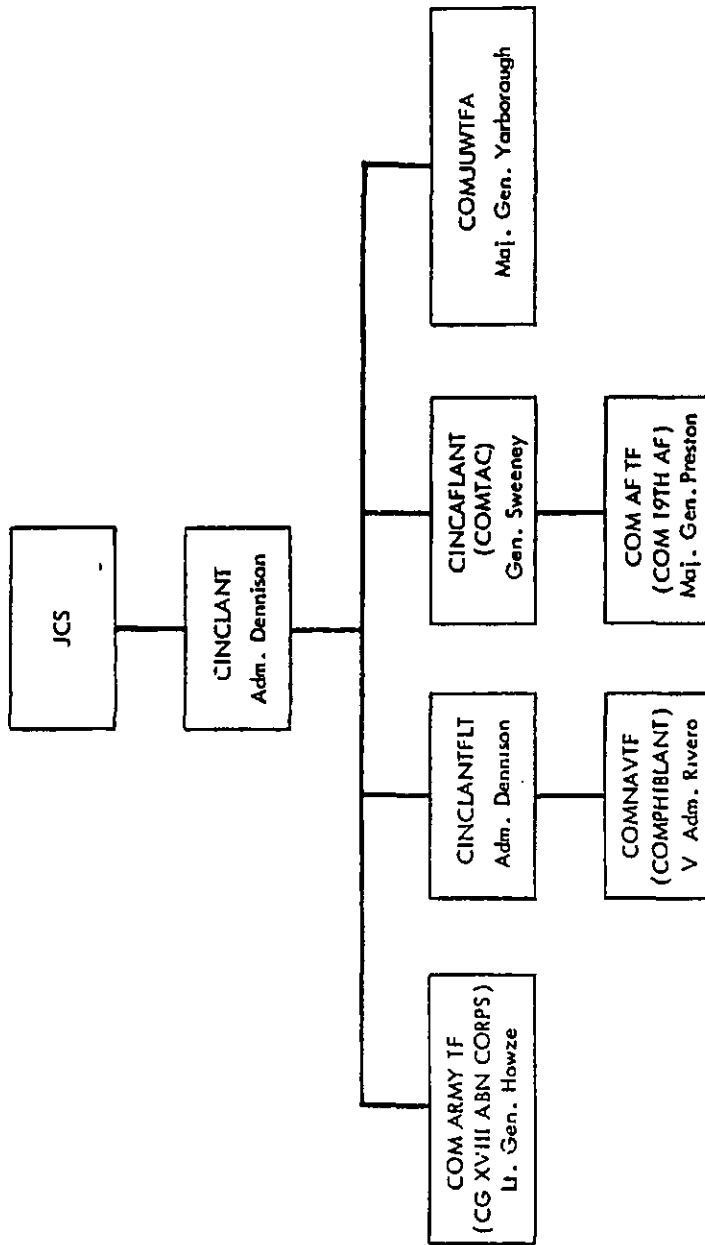 JCS
CINCLANT
Adm. Dennison
COM ARMY TF
(CG XVIII ABN CORPS)
Lt. Gen. Howze
CINCLANTFLT
Adm. Dennison
CINCAFLANT
(COMTAC)
Gen. Sweeney
COMJUWTFA
Maj. Gen. Yarborough
COMNAVTF
(COMPHIBLANT)
V Adm. Rivero
COM AF TF
(COM 19TH AF)
Maj. Gen. Preston